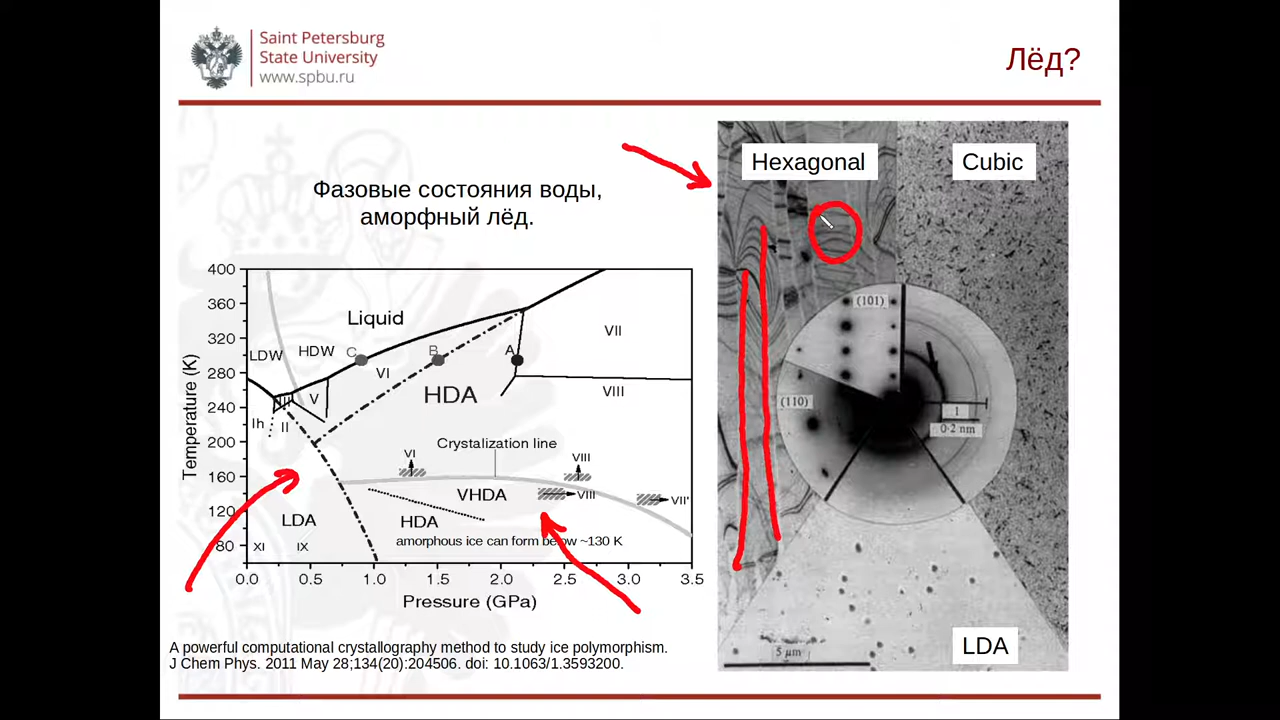 Saint Petersburg
State University
www.spbu.ru
Лёд?
Фазовые состояния воды,
аморфный лёд.
400
360
320
280
240
200
160
120
80
Temperature (K)
Liquid
LDW
HDW
C
B
A
VI
VII
VIII
HDA
III
V
Ih
II
Crystalization line
VI
VIII
VHDA
VIII
VII'
LDA
HDA
amorphous ice can form below ~130 K
XI
IX
0.0 0.5 1.0 1.5 2.0 2.5 3.0 3.5
Pressure (GPa)
A powerful computational crystallography method to study ice polymorphism.
J Chem Phys. 2011 May 28;134(20):204506. doi: 10.1063/1.3593200.
Hexagonal
Cubic
(101)
(110)
1
0·2 nm
5 µm
LDA